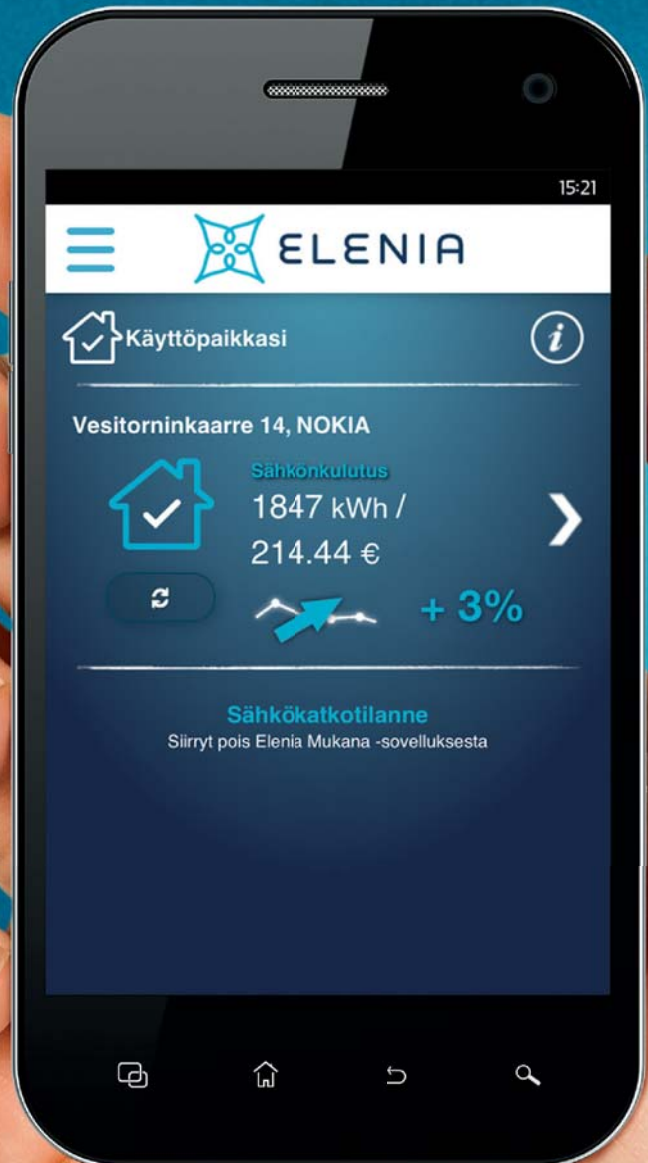 15:21
ELENIA
Käyttöpaikkasi
i
Vesitorninkaarre 14, NOKIA
Sähkönkulutus
1847 kWh /
214.44 €
+ 3%
Sähkökatkotilanne
Siirryt pois Elenia Mukana -sovelluksesta